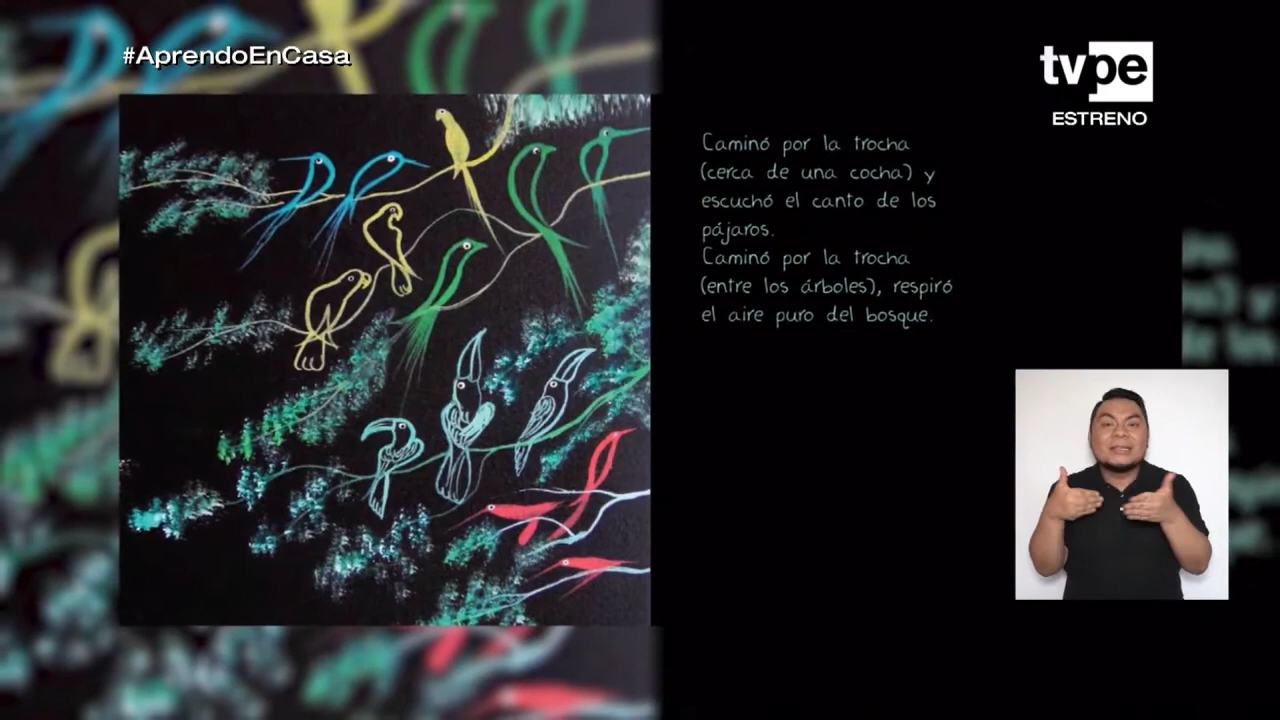 #AprendoEnCasa
tvpe
ESTRENO
Caminó por la trocha
(cerca de una cocha) y
escuchó el canto de los
pájaros.
Caminó por la trocha
(entre los árboles), respiró
el aire puro del bosque.